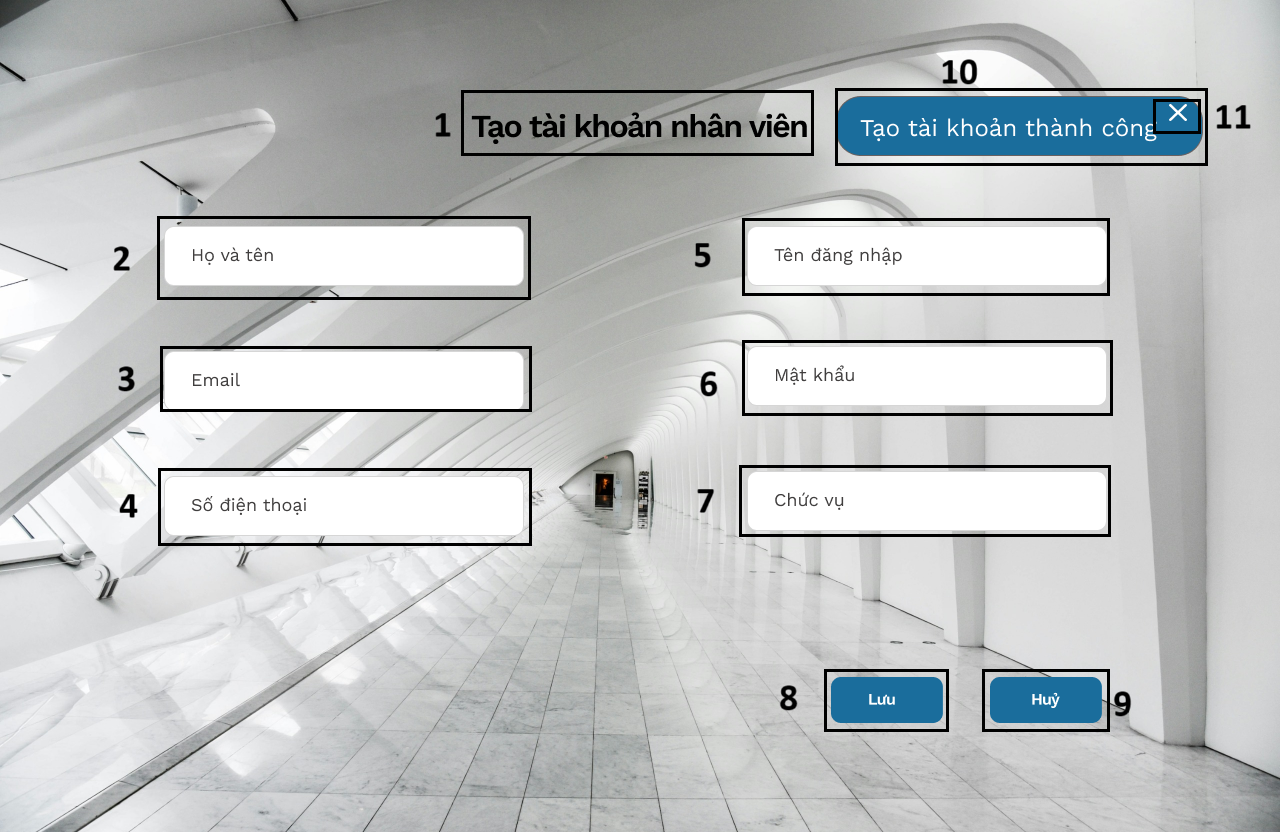 10
1 Tạo tài khoản nhân viên
Tạo tài khoản thành công
11
2 Họ và tên
5 Tên đăng nhập
3 Email
6 Mật khẩu
4 Số điện thoại
7 Chức vụ
8 Lưu
Huỷ 9